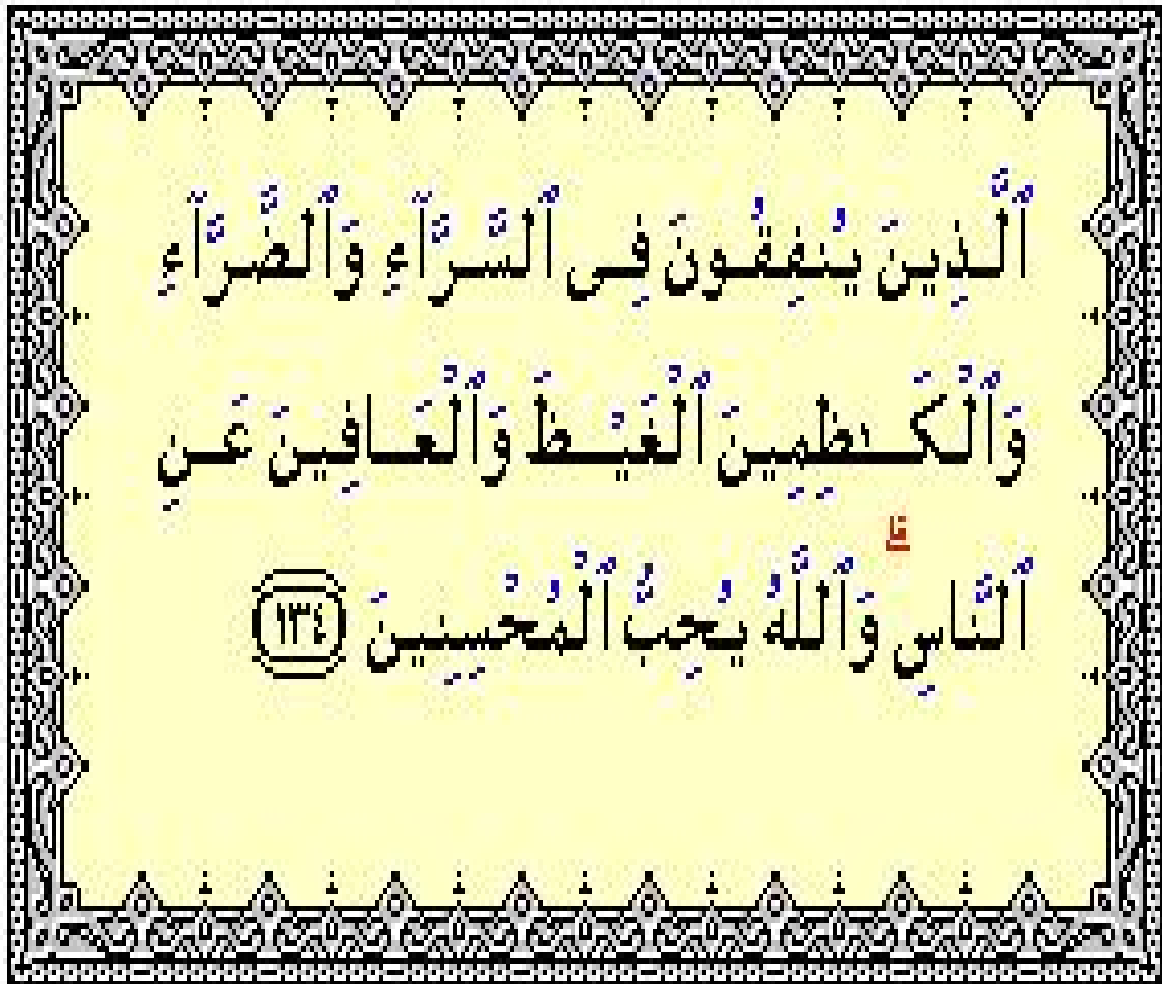 ٱلَّذِينَ يُنفِقُونَ فِى ٱلسَّرَّآءِ وَٱلضَّرَّآءِ
وَٱلْكَـٰظِمِينَ ٱلْغَيْظَ وَٱلْعَافِينَ عَنِ
ٱلنَّاسِ ۗ وَٱللَّهُ يُحِبُّ ٱلْمُحْسِنِينَ ١٣٤